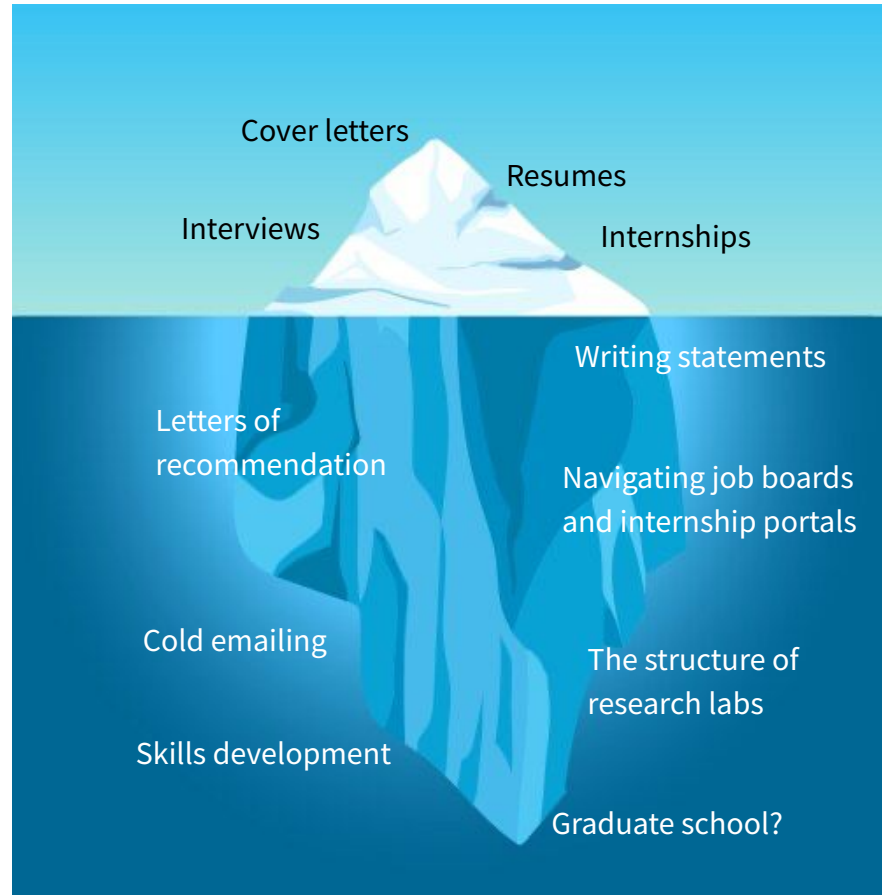 Cover letters
Resumes
Interviews
Internships
Writing statements
Letters of
recommendation
Navigating job boards
and internship portals
Cold emailing
The structure of
research labs
Skills development
Graduate school?